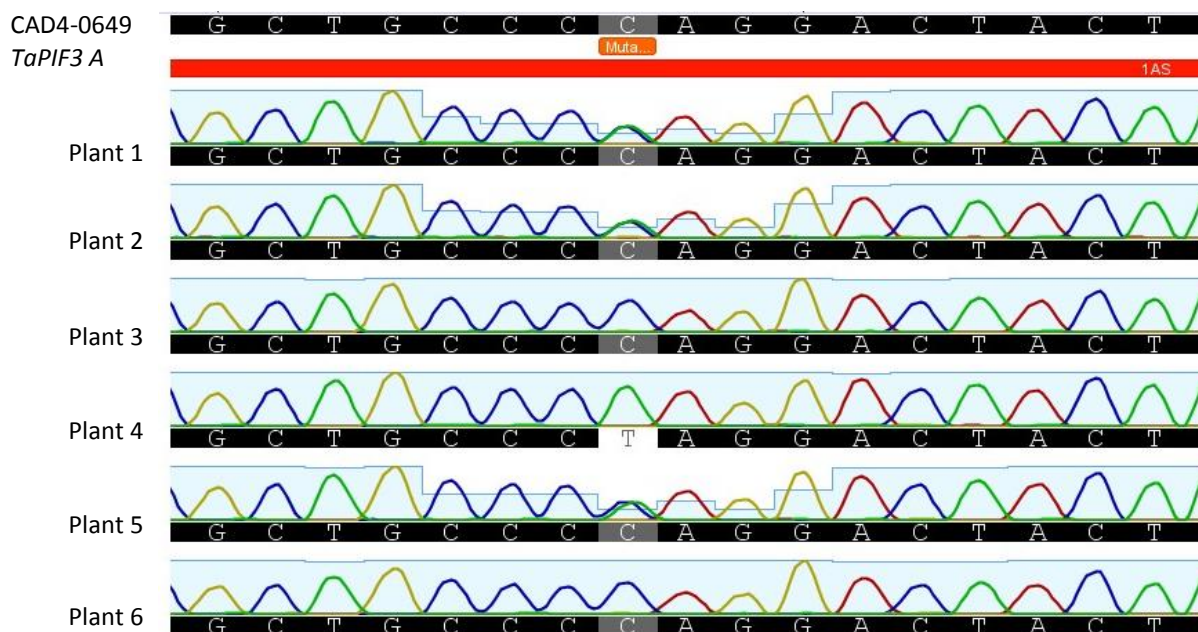 CAD4-0649 G C T G C C C C A G G A C T A C T
TaPIF3 A Muta...
1AS
Plant 1 G C T G C C C C A G G A C T A C T
Plant 2 G C T G C C C C A G G A C T A C T
Plant 3 G C T G C C C C A G G A C T A C T
Plant 4 G C T G C C C T A G G A C T A C T
Plant 5 G C T G C C C C A G G A C T A C T
Plant 6 G C T G C C C C A G G A C T A C T